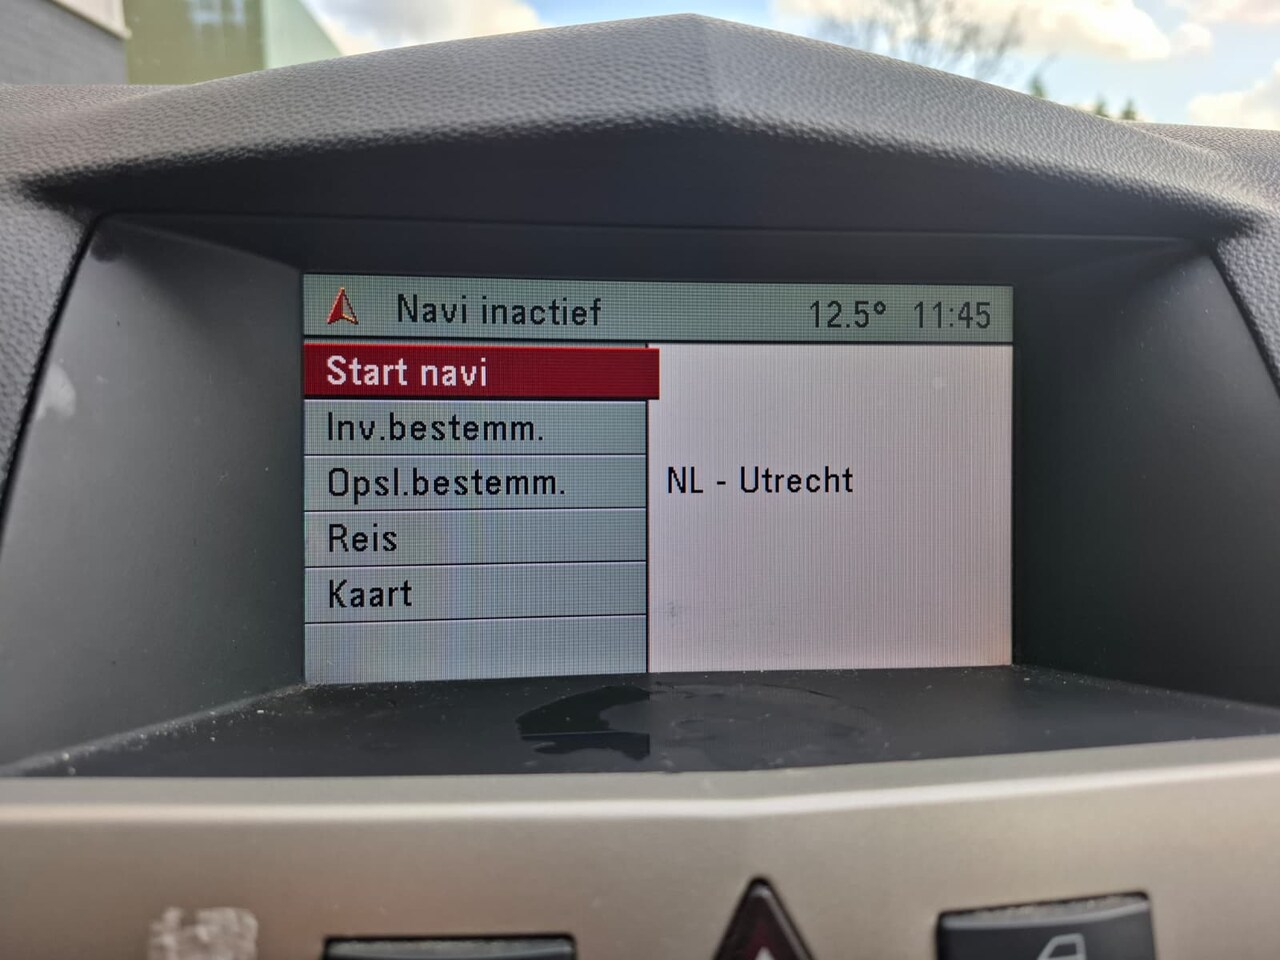 Navi inactief 12.5° 11:45
Start navi
Inv.bestemm.
Opsl.bestemm.
NL - Utrecht
Reis
Kaart